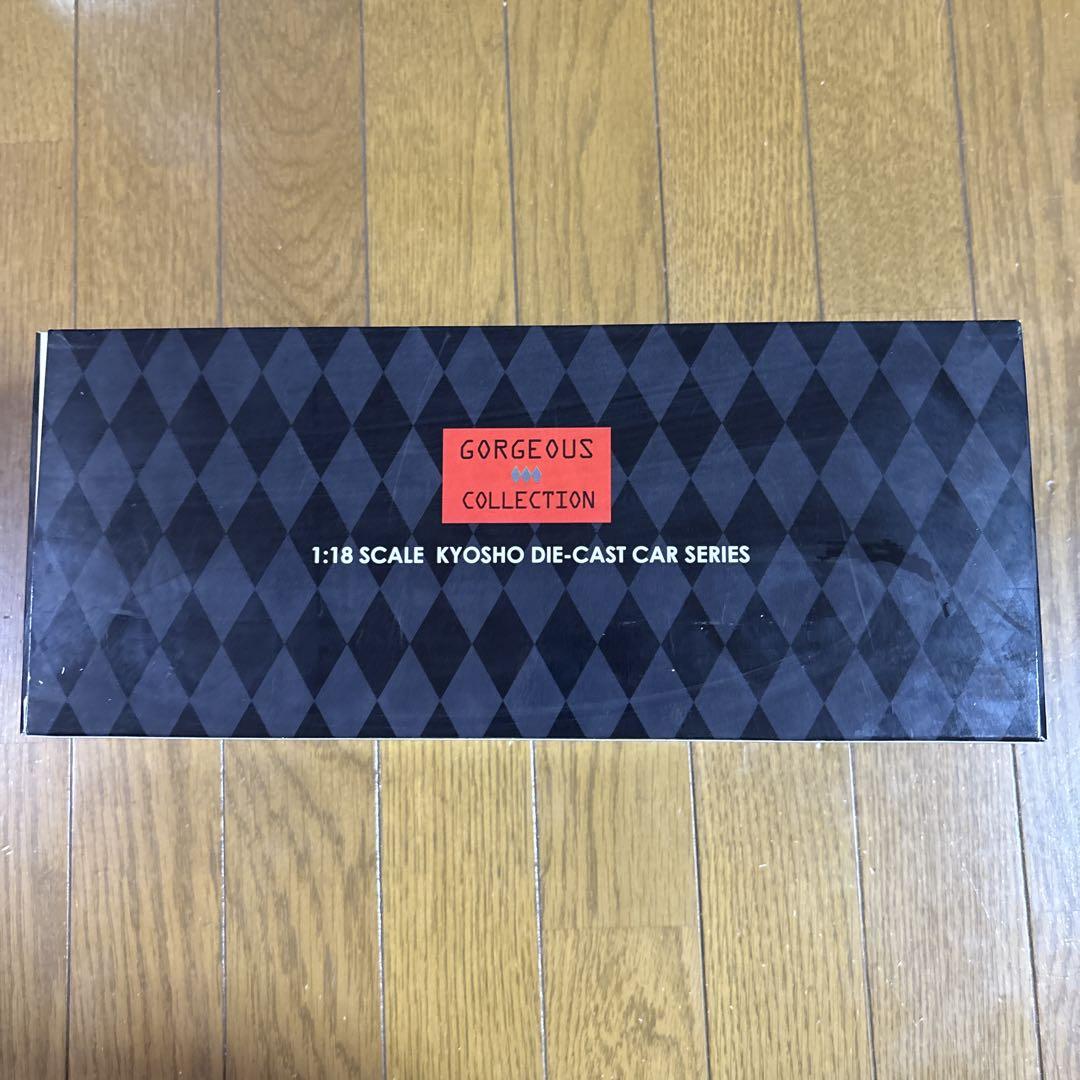 GORGEOUS
COLLECTION
1:18 SCALE KYOSHO DIE-CAST CAR SERIES